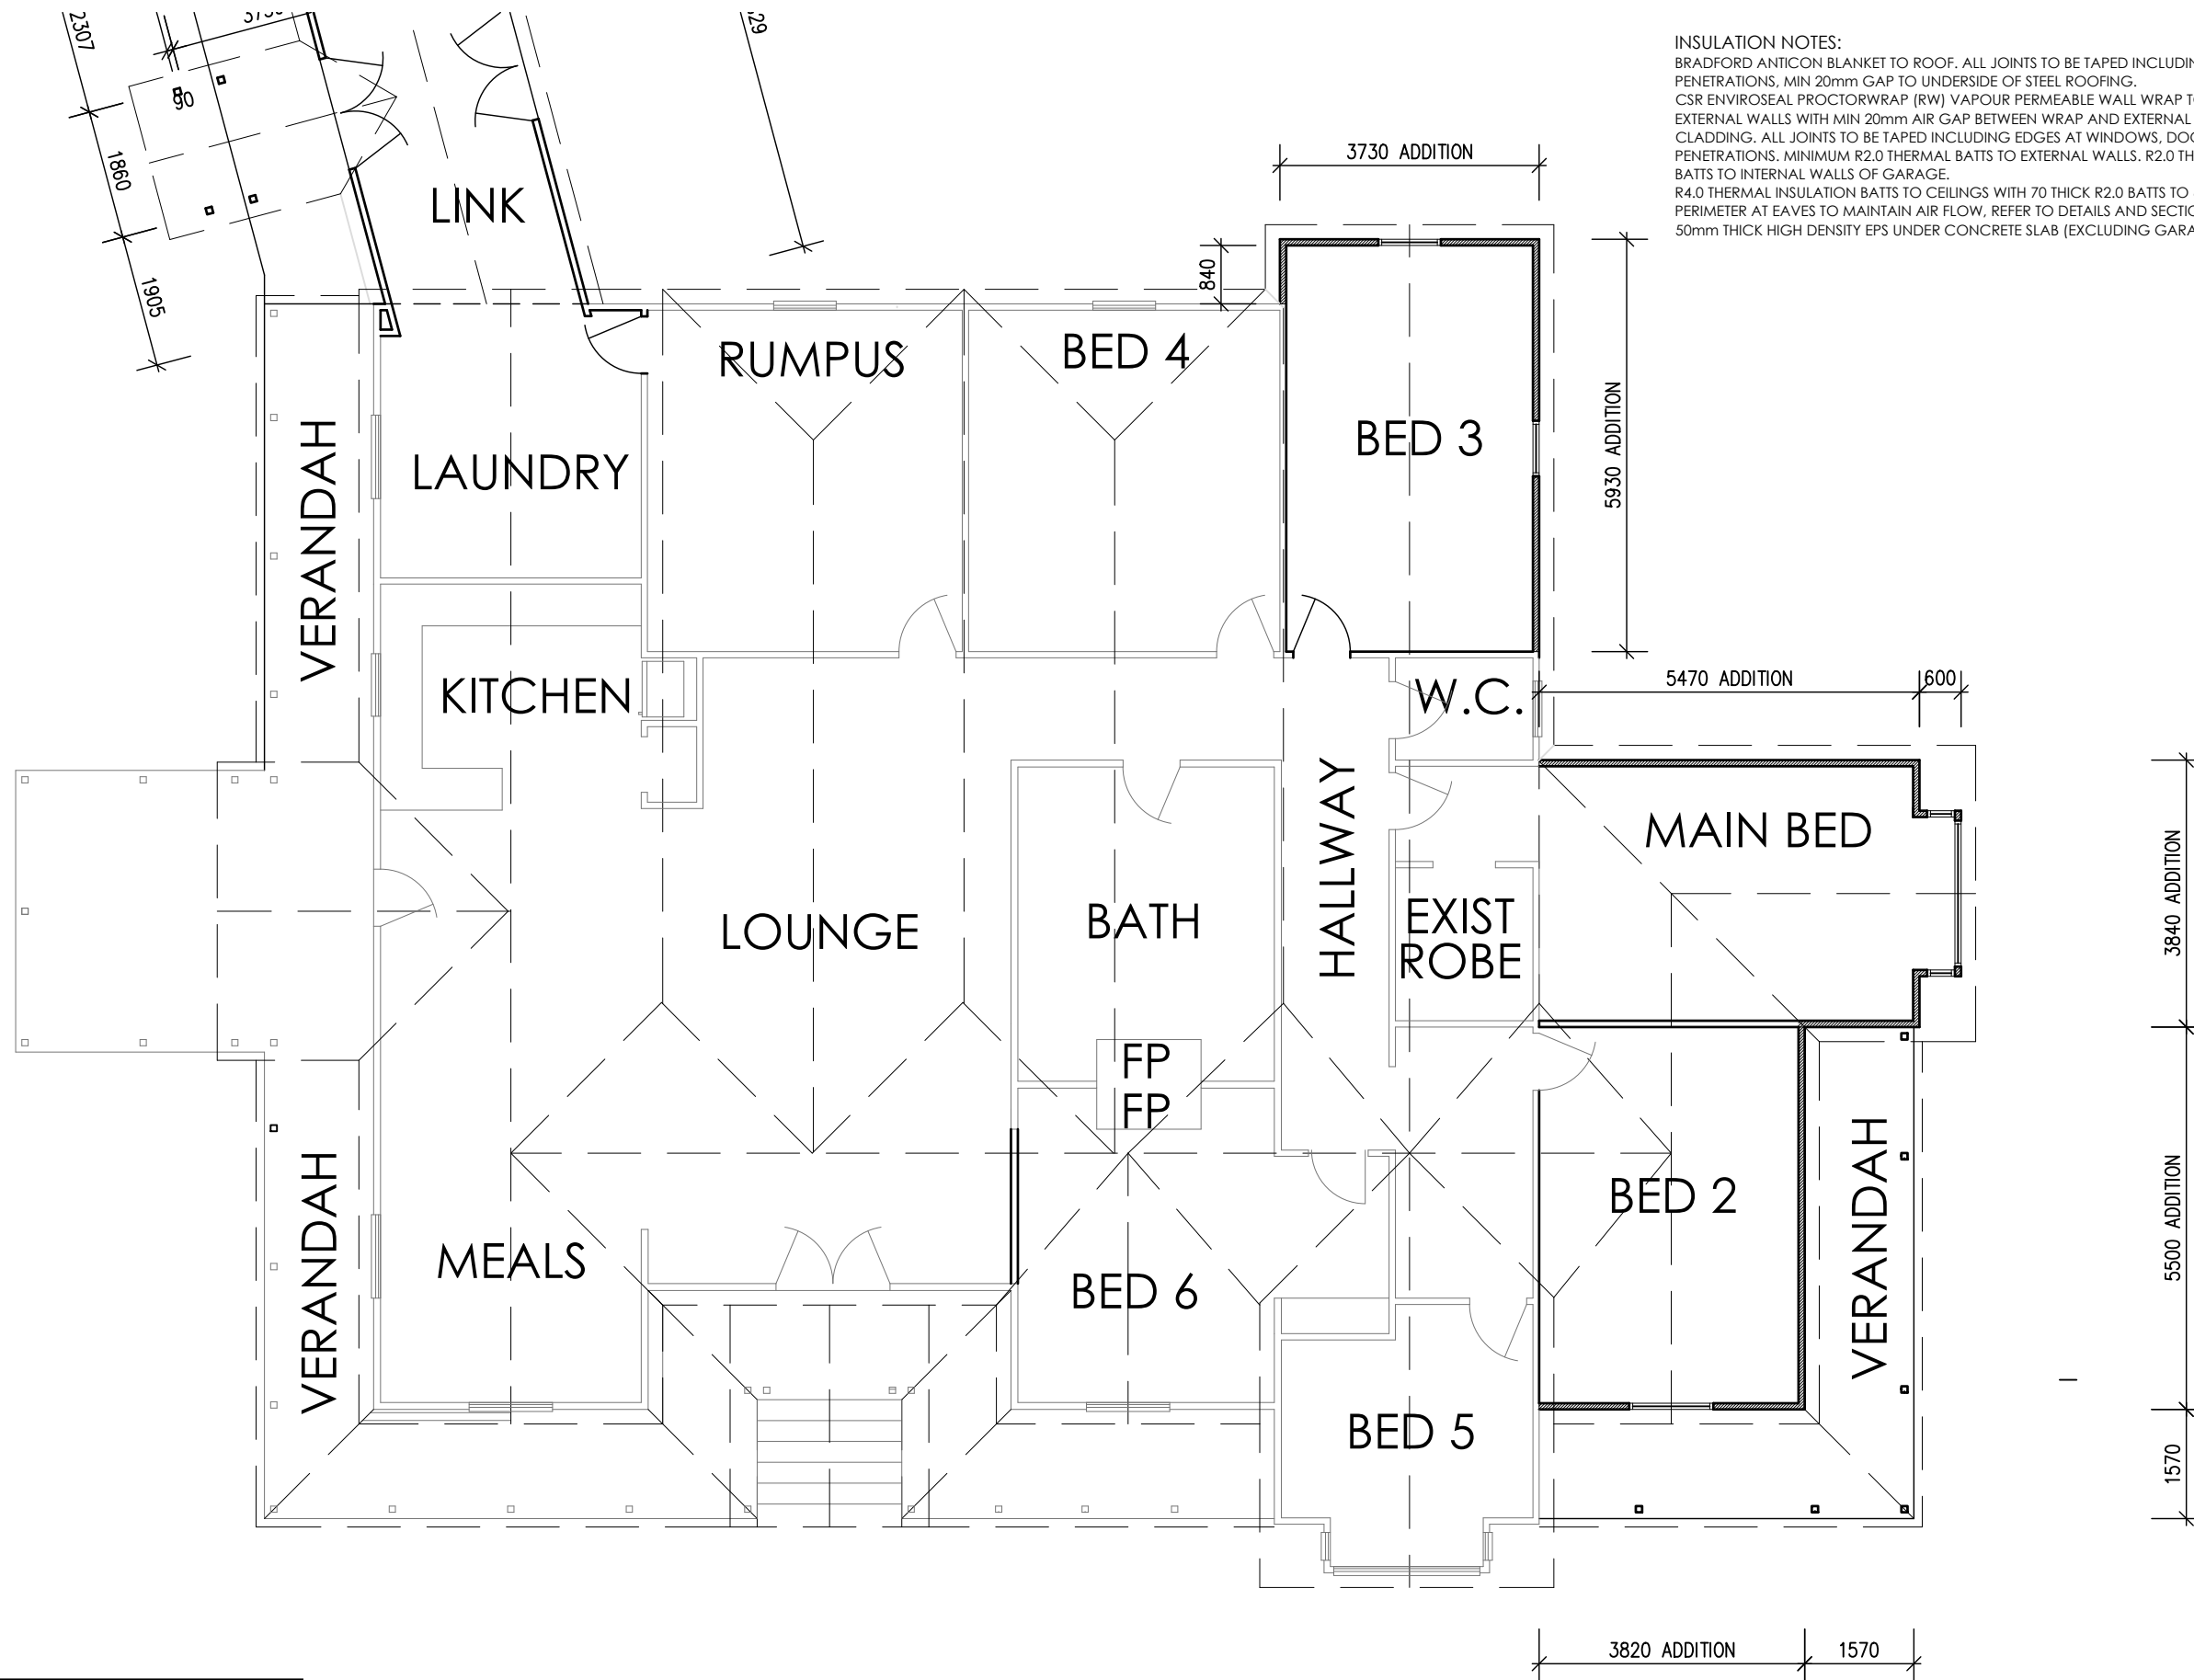 INSULATION NOTES:
BRADFORD ANTICON BLANKET TO ROOF. ALL JOINTS TO BE TAPED
PENETRATIONS, MIN 20mm GAP TO UNDERSIDE OF STEEL ROOFING.
CSR ENVIROSEAL PROCTORWRAP (RW) VAPOUR PERMEABLE WALL WRAP
EXTERNAL WALLS WITH MIN 20mm AIR GAP BETWEEN WRAP AND EXTERNAL
CLADDING. ALL JOINTS TO BE TAPED INCLUDING EDGES AT WINDOWS,
PENETRATIONS. MINIMUM R2.0 THERMAL BATTS TO EXTERNAL WALLS. R2.0
BATTS TO INTERNAL WALLS OF GARAGE.
R4.0 THERMAL INSULATION BATTS TO CEILINGS WITH 70 THICK R2.0 BATTS TO
PERIMETER AT EAVES TO MAINTAIN AIR FLOW, REFER TO DETAILS AND
50mm THICK HIGH DENSITY EPS UNDER CONCRETE SLAB (EXCLUDING
2307
90
1860
1905
LINK
3730 ADDITION
840
RUMPUS
BED 4
BED 3
5930 ADDITION
LAUNDRY
VERANDAH
KITCHEN
W.C.
5470 ADDITION
600
MAIN BED
3840 ADDITION
HALLWAY
LOUNGE
BATH
EXIST
ROBE
FP
FP
VERANDAH
MEALS
BED 6
BED 2
VERANDAH
5500 ADDITION
BED 5
1570
3820 ADDITION
1570